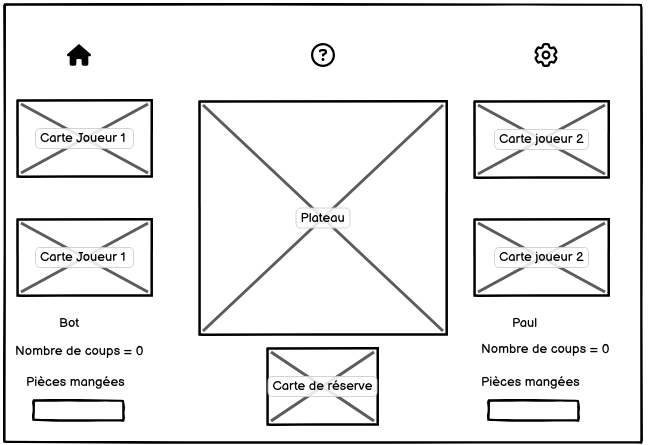 ?
Carte Joueur 1
Carte joueur 2
Plateau
Carte Joueur 1
Carte joueur 2
Bot
Paul
Nombre de coups = 0
Nombre de coups = 0
Pièces mangées
Carte de réserve
Pièces mangées